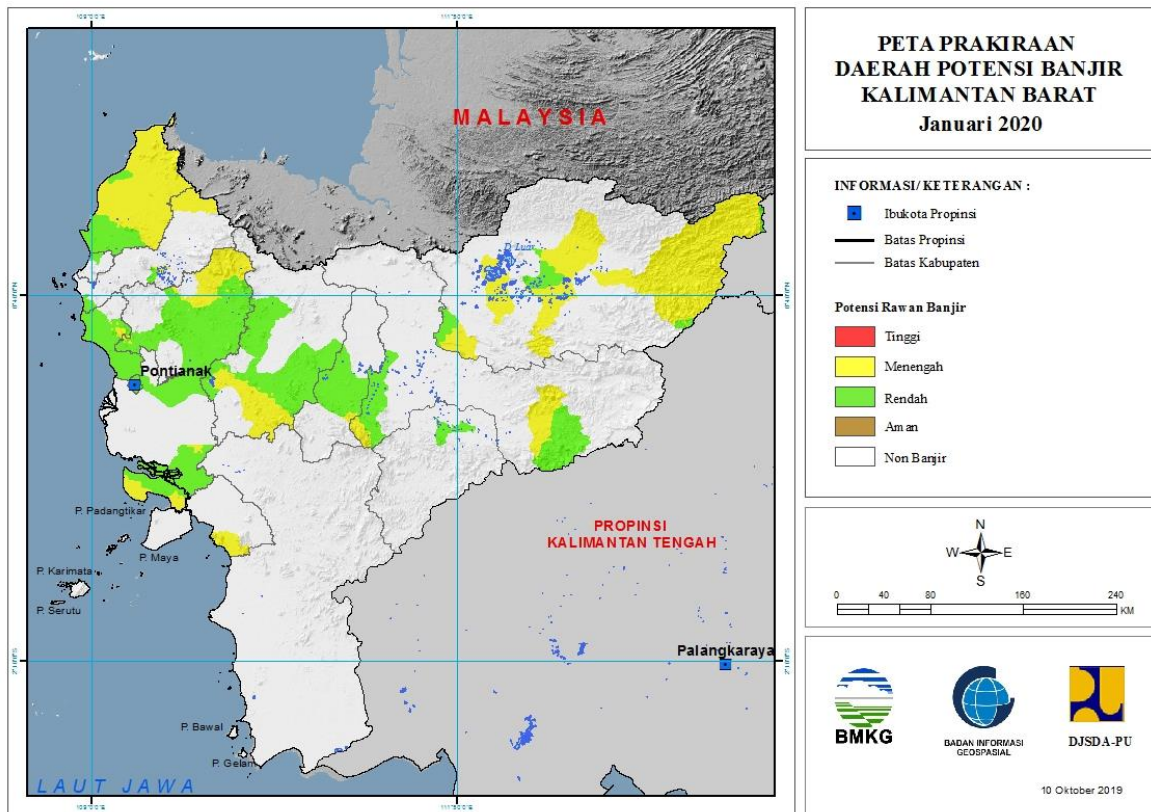 MALAYSIA
D. Luar
Pontianak
P. Padangtikar
P. Maya
P. Karimata
P. Serutu
PROPINSI
KALIMANTAN TENGAH
Palangkaraya
P. Bawal
P. Gelam
LAUT JAWA
PETA PRAKIRAAN
DAERAH POTENSI BANJIR
KALIMANTAN BARAT
Januari 2020
INFORMASI/ KETERANGAN :
Ibukota Propinsi
Batas Propinsi
Batas Kabupaten
Potensi Rawan Banjir
Tinggi
Menengah
Rendah
Aman
Non Banjir
N
W E
S
0 40 80 160 240
KM
BMKG
BADAN INFORMASI
GEOSPASIAL
DJSDA-PU
10 Oktober 2019